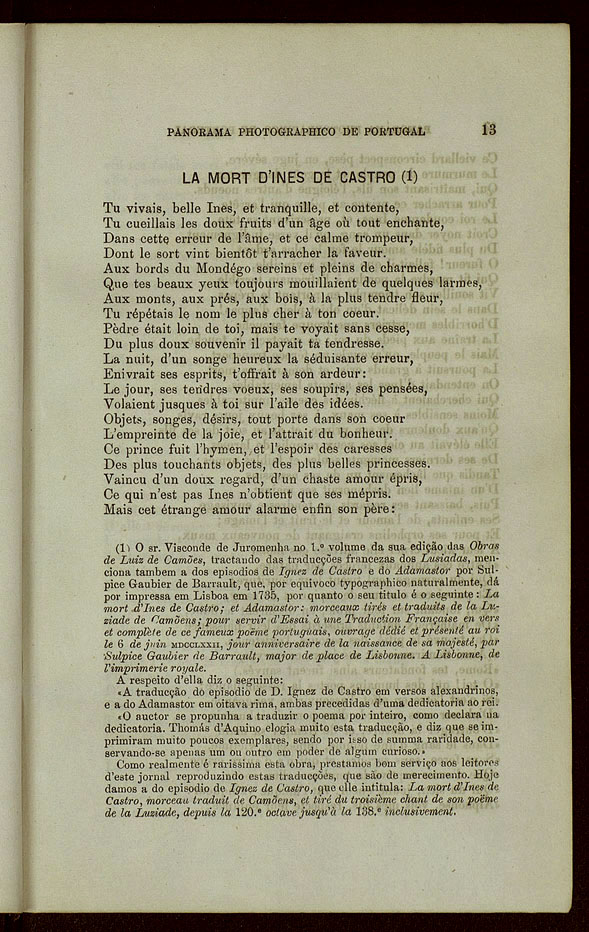 PANORAMA PHOTOGRAPHICO DE PORTUGAL 13
LA MORT D'INES DE CASTRO (1)
Tu vivais, belle Ines, et tranquille, et contente,
Tu cueillais les doux fruits d'un âge où tout enchante,
Dans cette erreur de l'âme, et ce calme trompeur,
Dont le sort vint bientôt t'arracher la faveur.
Aux bords du Mondégo sereins et pleins de charmes,
Que tes beaux yeux toujours mouillaient de quelques larmes,
Aux monts, aux prés, aux bois, à la plus tendre fleur,
Tu répétais le nom le plus cher à ton coeur.
Pèdre était loin de toi, mais te voyait sans cesse,
Du plus doux souvenir il payait ta tendresse.
La nuit, d'un songe heureux la séduisante erreur,
Enivrait ses esprits, t'offrait à son ardeur:
Le jour, ses tendres voeux, ses soupirs, ses pensées,
Volaient jusques à toi sur l'aile des idées.
Objets, songes, désirs, tout porte dans son coeur
L'empreinte de la joie, et l'attrait du bonheur.
Ce prince fuit l'hymen, et l'espoir des caresses
Des plus touchants objets, des plus belles princesses.
Vaincu d'un doux regard, d'un chaste amour épris,
Ce qui n'est pas Ines n'obtient que ses mépris.
Mais cet étrange amour alarme enfin son père:
(1) O sr. Visconde de Juromenha no 1.º volume da sua edição das Obras
de Luiz de Camões, tractando das traducções francezas dos Lusiadas, men-
ciona tambem a dos episodios de Ignez de Castro e do Adamastor por Sul-
pice Gaubier de Barrault, que, por equivoco typographico naturalmente, dá
por impressa em Lisboa em 1735, por quanto o seu titulo é o seguinte: La
mort d'Ines de Castro; et Adamastor: morceaux tirés et traduits de la Lu-
ziade de Camõens; pour servir d'Essai à une Traduction Française en vers
et complète de ce fameux poëme portuguais, ouvrage dédié et présenté au roi
le 6 de juin MDCCLXXII, jour anniversaire de la naissance de sa majesté, par
Sulpice Gaubier de Barrault, major de place de Lisbonne. A Lisbonne, de
l'imprimerie royale.
A respeito d'ella diz o seguinte:
«A traducção do episodio de D. Ignez de Castro em versos alexandrinos,
e a do Adamastor em oitava rima, ambas precedidas d'uma dedicatoria ao rei.
«O auctor se propunha a traduzir o poema por inteiro, como declara na
dedicatoria. Thomás d'Aquino elogia muito esta traducção, e diz que se im-
primiram muito poucos exemplares, sendo por isso de summa raridade, con-
servando-se apenas um ou outro em poder de algum curioso.»
Como realmente é rarissima esta obra, prestamos bom serviço aos leitores
d'este jornal reproduzindo estas traducções, que são de merecimento. Hoje
damos a do episodio de Ignez de Castro, que elle intitula: La mort d'Ines de
Castro, morceau traduit de Camõens, et tiré du troisième chant de son poëme
de la Luziade, depuis la 120.e octave jusqu'à la 138.e inclusivement.